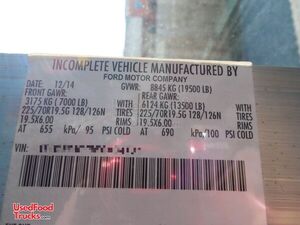 INCOMPLETE VEHICLE MANUFACTURED BY
FORD MOTOR COMPANY
DATE: 12/14 GVWR: 8845 KG (19500 LB)
FRONT GAWR: REAR GAWR:
3175 KG ( 7000 LB) 6124 KG (13500 LB)
225/70R19.5G 128/126N TIRES 225/70R19.5G 128/126N TIRES
19.5X6.00 RIMS 19.5X6.00 RIMS
AT 655 kPa/ 95 PSI COLD AT 690 kPa/100 PSI COLD
VIN:
UsedFood
Trucks.com